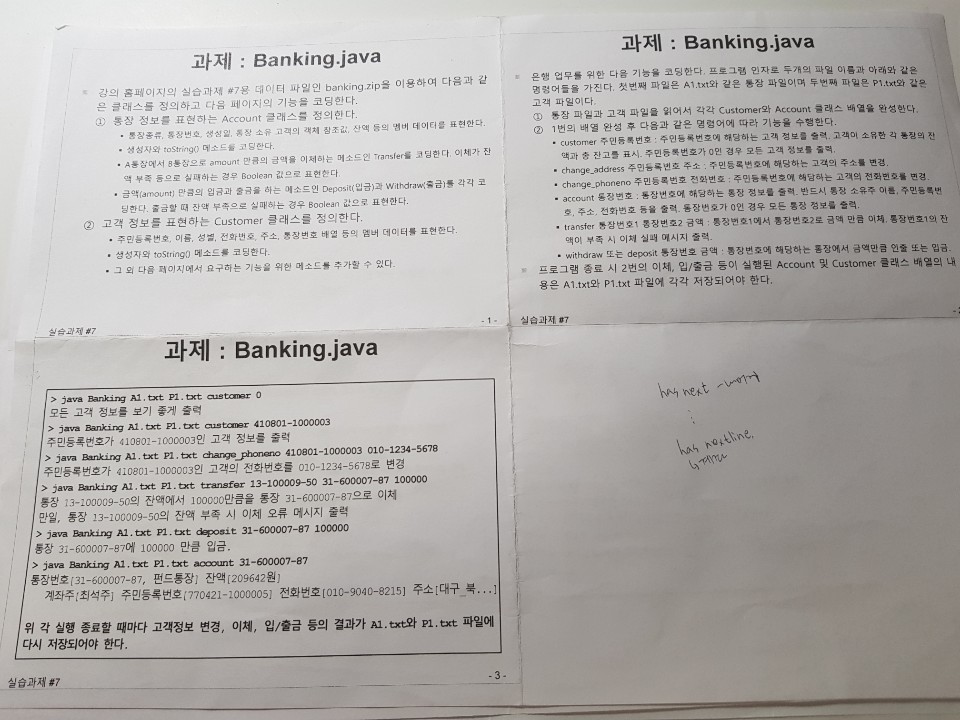 과제 : Banking.java
강의 홈페이지의 실습과제 #7용 데이터 파일인 banking.zip을 이용하여 다음과 같
은 클래스를 정의하고 다음 페이지의 기능을 코딩한다.
① 통장 정보를 표현하는 Account 클래스를 정의한다.
• 통장종류, 통장번호, 생성일, 통장 소유 고객의 객체 참조값, 잔액 등의 멤버 데이터를 표현한다.
• 생성자와 toString() 메소드를 코딩한다.
• A통장에서 B통장으로 amount 만큼의 금액을 이체하는 메소드인 Transfer를 코딩한다. 이체가 잔
액 부족 등으로 실패하는 경우 Boolean 값으로 표현한다.
• 금액(amount) 만큼의 입금과 출금을 하는 메소드인 Deposit(입금)과 Withdraw(출금)를 각각 코
딩한다. 출금할 때 잔액 부족으로 실패하는 경우 Boolean 값으로 표현한다.
② 고객 정보를 표현하는 Customer 클래스를 정의한다.
• 주민등록번호, 이름, 성별, 전화번호, 주소, 통장번호 배열 등의 멤버 데이터를 표현한다.
• 생성자와 toString() 메소드를 코딩한다.
• 그 외 다음 페이지에서 요구하는 기능을 위한 메소드를 추가할 수 있다.
실습과제 #7
- 1 -
과제 : Banking.java
은행 업무를 위한 다음 기능을 코딩한다. 프로그램 인자로 두개의 파일 이름과 아래와 같은
명령어들을 가진다. 첫번째 파일은 A1.txt와 같은 통장 파일이며 두번째 파일은 P1.txt와 같은
고객 파일이다.
① 통장 파일과 고객 파일을 읽어서 각각 Customer와 Account 클래스 배열을 완성한다.
② 1번의 배열 완성 후 다음과 같은 명령어에 따라 기능을 수행한다.
• customer 주민등록번호 : 주민등록번호에 해당하는 고객 정보를 출력, 고객이 소유한 각 통장의 잔
액과 총 잔고를 표시. 주민등록번호가 0인 경우 모든 고객 정보를 출력.
• change_address 주민등록번호 주소 : 주민등록번호에 해당하는 고객의 주소를 변경.
• change_phoneno 주민등록번호 전화번호 : 주민등록번호에 해당하는 고객의 전화번호를 변경.
• account 통장번호 : 통장번호에 해당하는 통장 정보를 출력. 반드시 통장 소유주 이름, 주민등록번
호, 주소, 전화번호 등을 출력. 통장번호가 0인 경우 모든 통장 정보를 출력.
• transfer 통장번호1 통장번호2 금액 : 통장번호1에서 통장번호2로 금액 만큼 이체. 통장번호1의 잔
액이 부족 시 이체 실패 메시지 출력.
• withdraw 또는 deposit 통장번호 금액 : 통장번호에 해당하는 통장에서 금액만큼 인출 또는 입금.
프로그램 종료 시 2번의 이체, 입/출금 등이 실행된 Account 및 Customer 클래스 배열의 내
용은 A1.txt와 P1.txt 파일에 각각 저장되어야 한다.
실습과제 #7
과제 : Banking.java
> java Banking A1.txt P1.txt customer 0
모든 고객 정보를 보기 좋게 출력
> java Banking A1.txt P1.txt customer 410801-1000003
주민등록번호가 410801-1000003인 고객 정보를 출력
> java Banking A1.txt P1.txt change_phoneno 410801-1000003 010-1234-5678
주민등록번호가 410801-1000003인 고객의 전화번호를 010-1234-5678로 변경
> java Banking A1.txt P1.txt transfer 13-100009-50 31-600007-87 100000
통장 13-100009-50의 잔액에서 100000만큼을 통장 31-600007-87으로 이체
만일, 통장 13-100009-50의 잔액 부족 시 이체 오류 메시지 출력
> java Banking A1.txt P1.txt deposit 31-600007-87 100000
통장 31-600007-87에 100000 만큼 입금.
> java Banking A1.txt P1.txt account 31-600007-87
통장번호[31-600007-87, 펀드통장] 잔액[209642원]
계좌주[최석주] 주민등록번호[770421-1000005] 전화번호[010-9040-8215] 주소[대구_북...]
위 각 실행 종료할 때마다 고객정보 변경, 이체, 입/출금 등의 결과가 A1.txt와 P1.txt 파일에
다시 저장되어야 한다.
실습과제 #7
- 3 -
has next
⋮
has nextline.